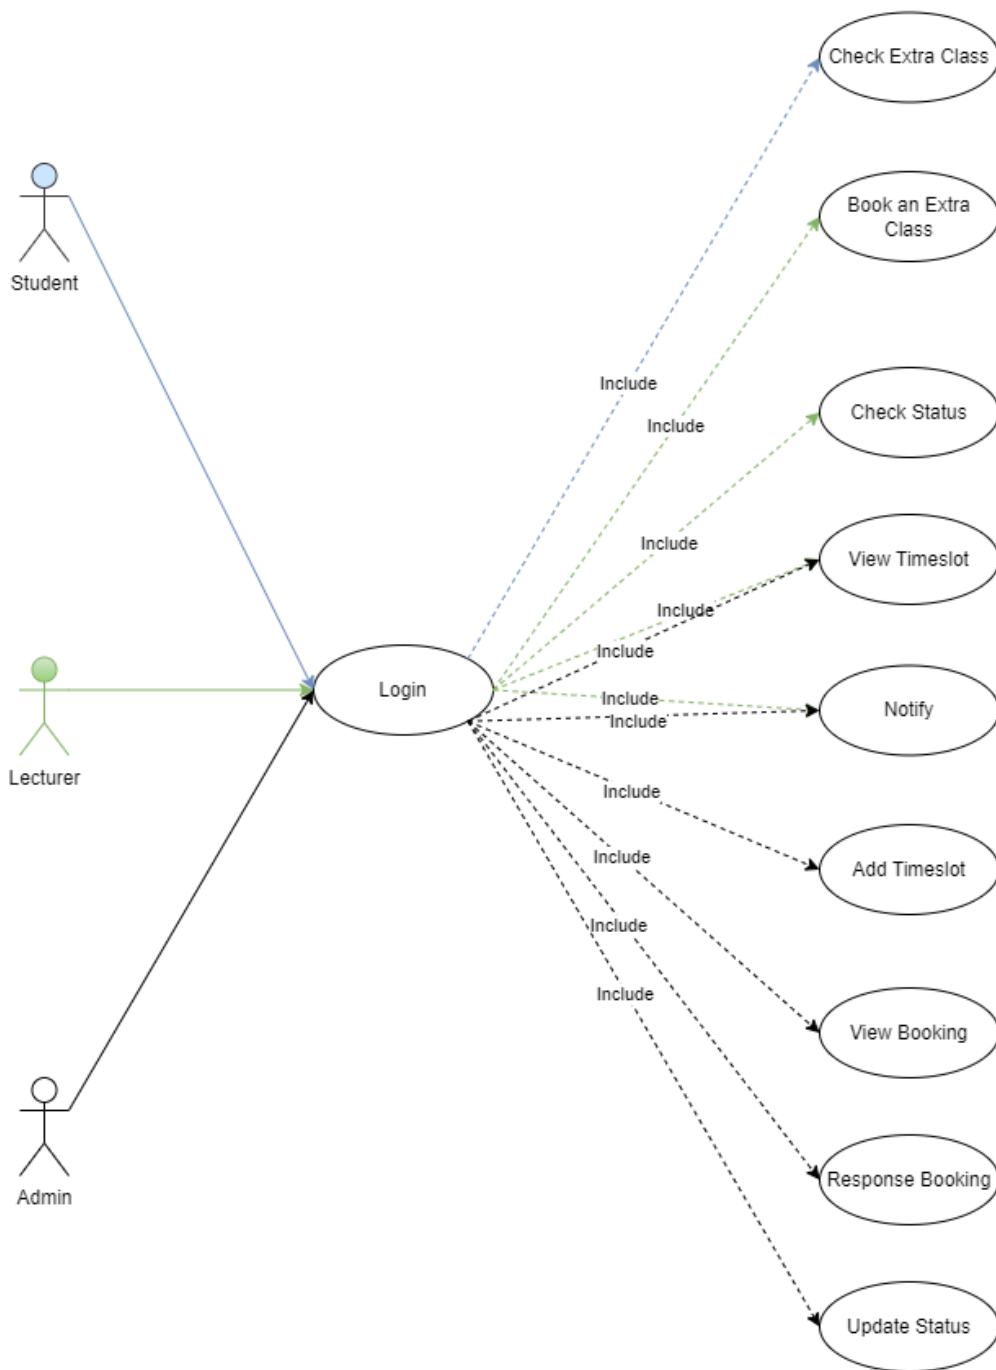 Check Extra Class
Book an Extra
Class
Student
Include
Include
Check Status
Include
View Timeslot
Include
Include
Login
Include
Notify
Include
Lecturer
Include
Include
Add Timeslot
Include
Include
View Booking
Response Booking
Admin
Update Status